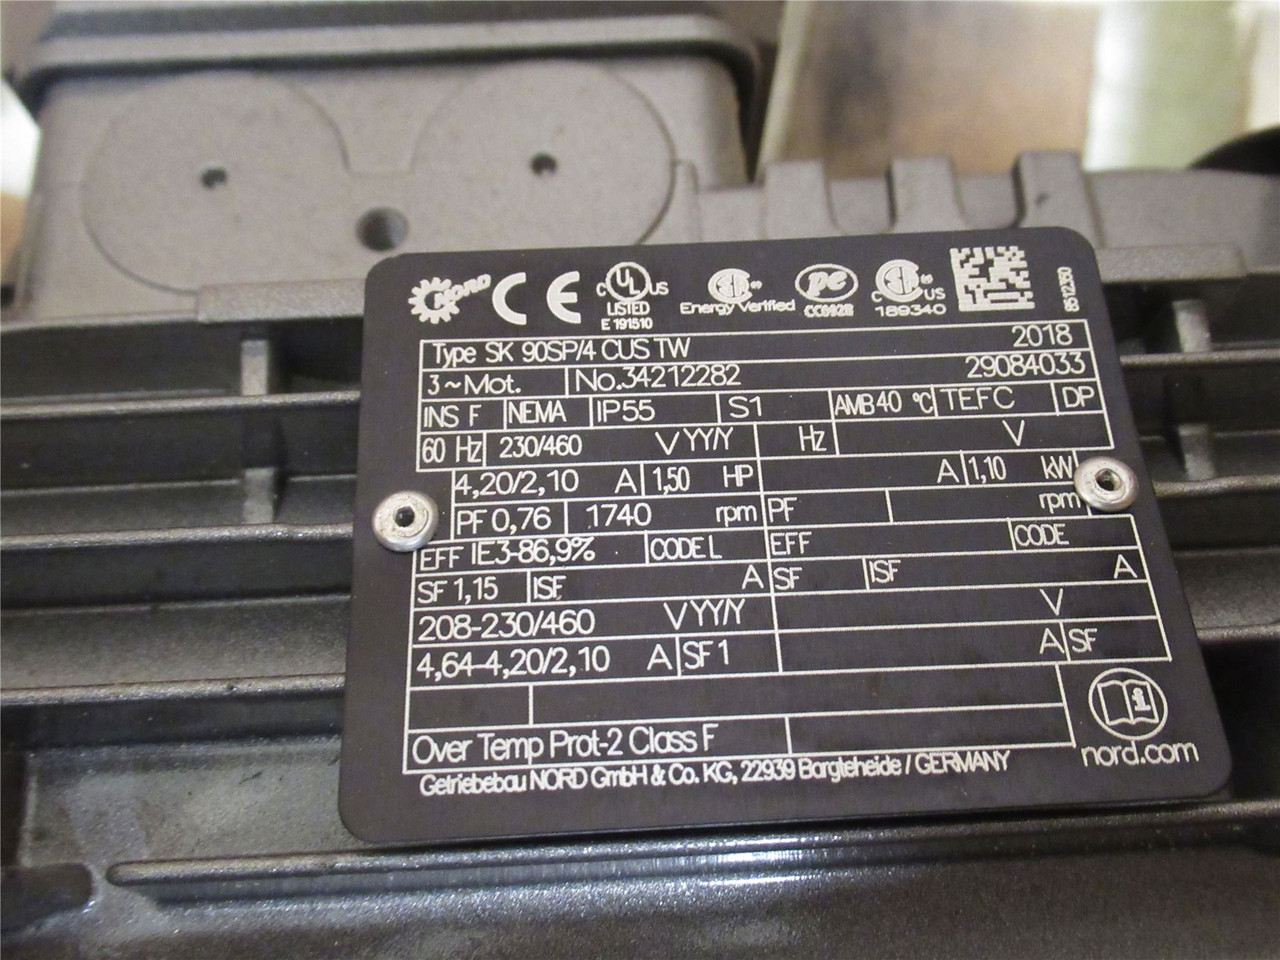 NORD CE c UL US LISTED E 191510
Energy Verified
CC092B
c US 189340
Type SK 90SP/4 CUS TW 2018
3~Mot. No.34212282 29084033
INS F NEMA IP55 S1 AMB 40 °C TEFC DP
60 Hz 230/460 V YY/Y Hz V
4,20/2,10 A 1,50 HP A 1,10 kW
PF 0,76 1740 rpm PF rpm
EFF IE3-86,9% CODE L EFF CODE
SF 1,15 ISF A SF ISF A
208-230/460 V YY/Y V
4,64-4,20/2,10 A SF 1 A SF
Over Temp Prot-2 Class F
nord.com
Getriebebau NORD GmbH & Co. KG, 22939 Bargteheide / GERMANY